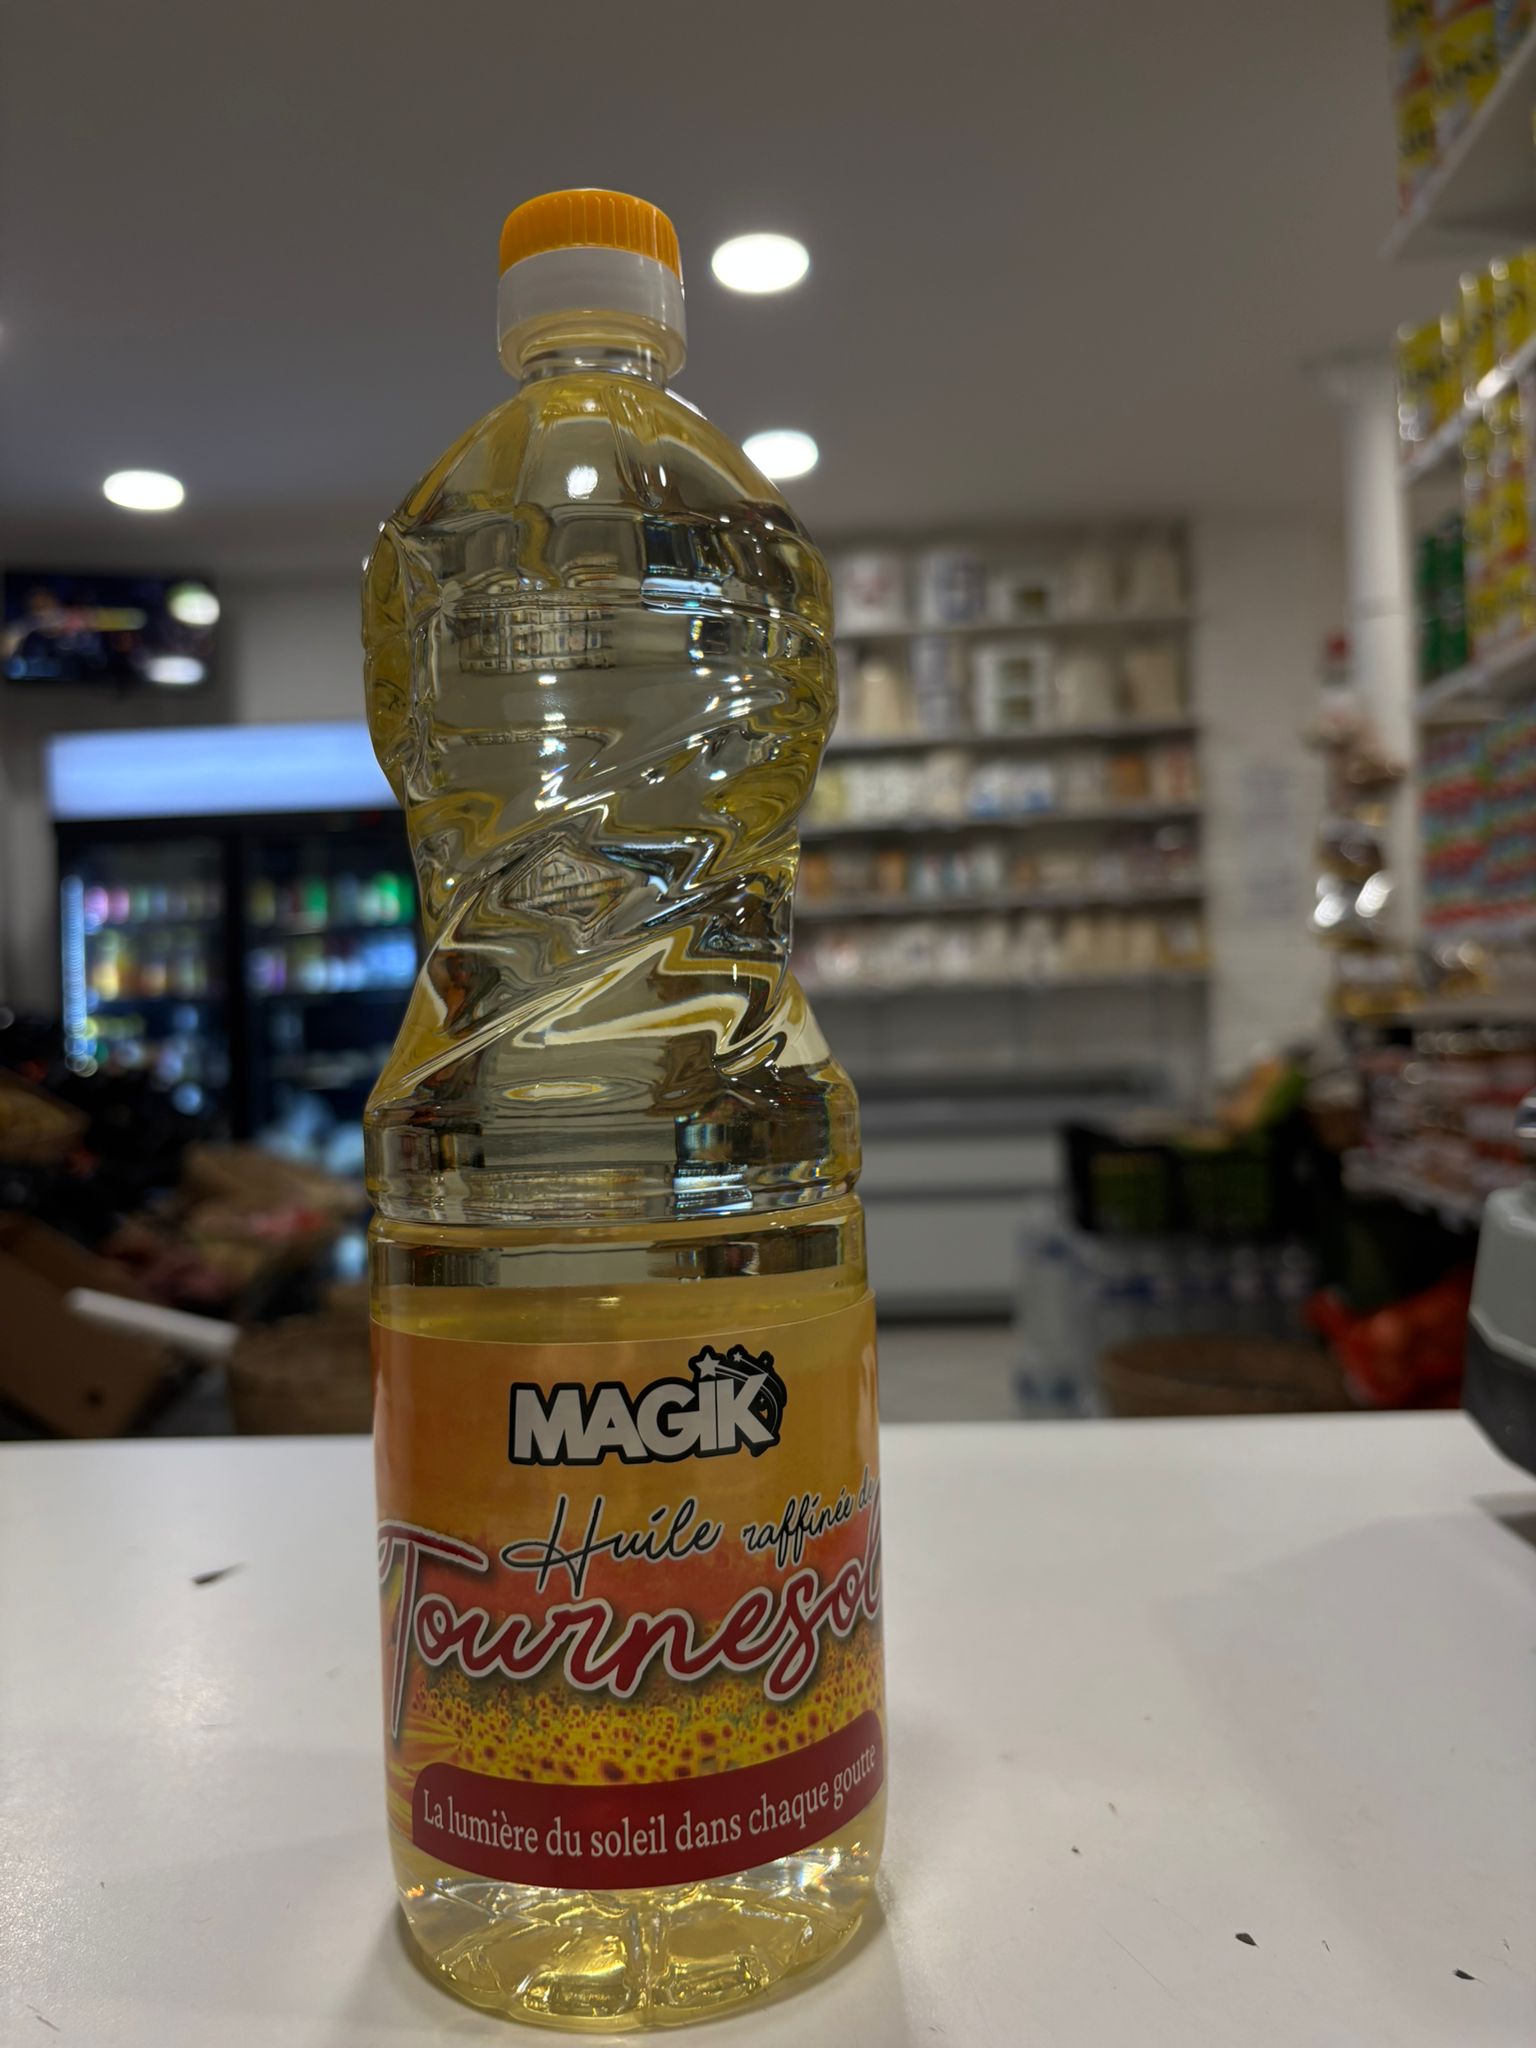 MAGIK
Huile raffinée de
Tournesol
La lumière du soleil dans chaque goutte